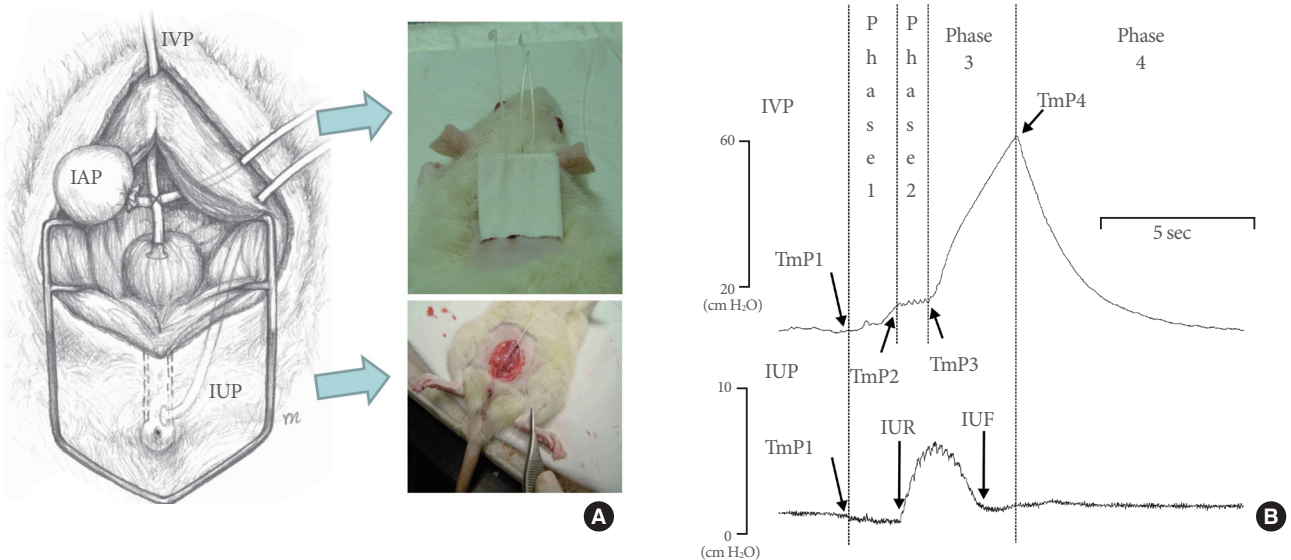 IVP
IAP
IUP
m
A
P
h
a
s
e
1
P
h
a
s
e
2
Phase
3
Phase
4
IVP
TmP4
60
5 sec
TmP1
20
(cm H₂O)
TmP2
TmP3
IUP
10
IUR
IUF
TmP1
0
(cm H₂O)
B